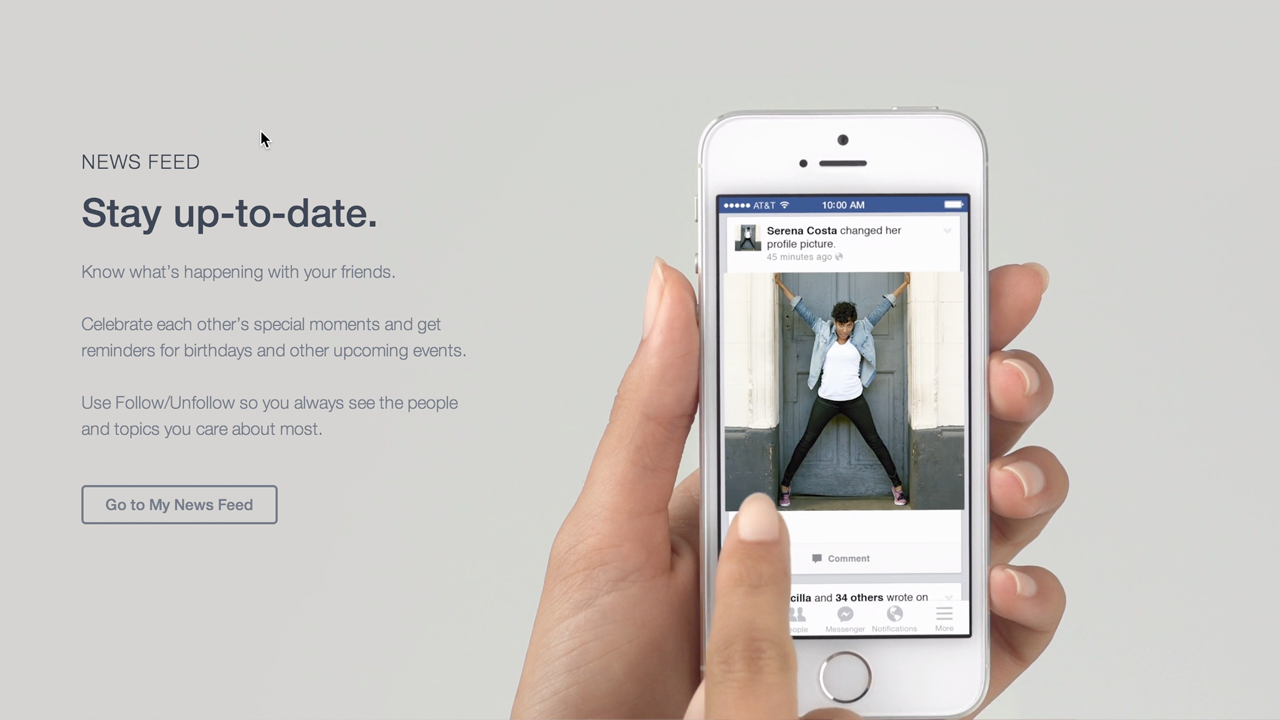 NEWS FEED
Stay up-to-date.
Know what's happening with your friends.
Celebrate each other's special moments and get
reminders for birthdays and other upcoming events.
Use Follow/Unfollow so you always see the people
and topics you care about most.
Go to My News Feed
AT&T 10:00 AM
Serena Costa changed her
profile picture.
45 minutes ago
Comment
cilla and 34 others wrote on
eople Messenger Notifications More